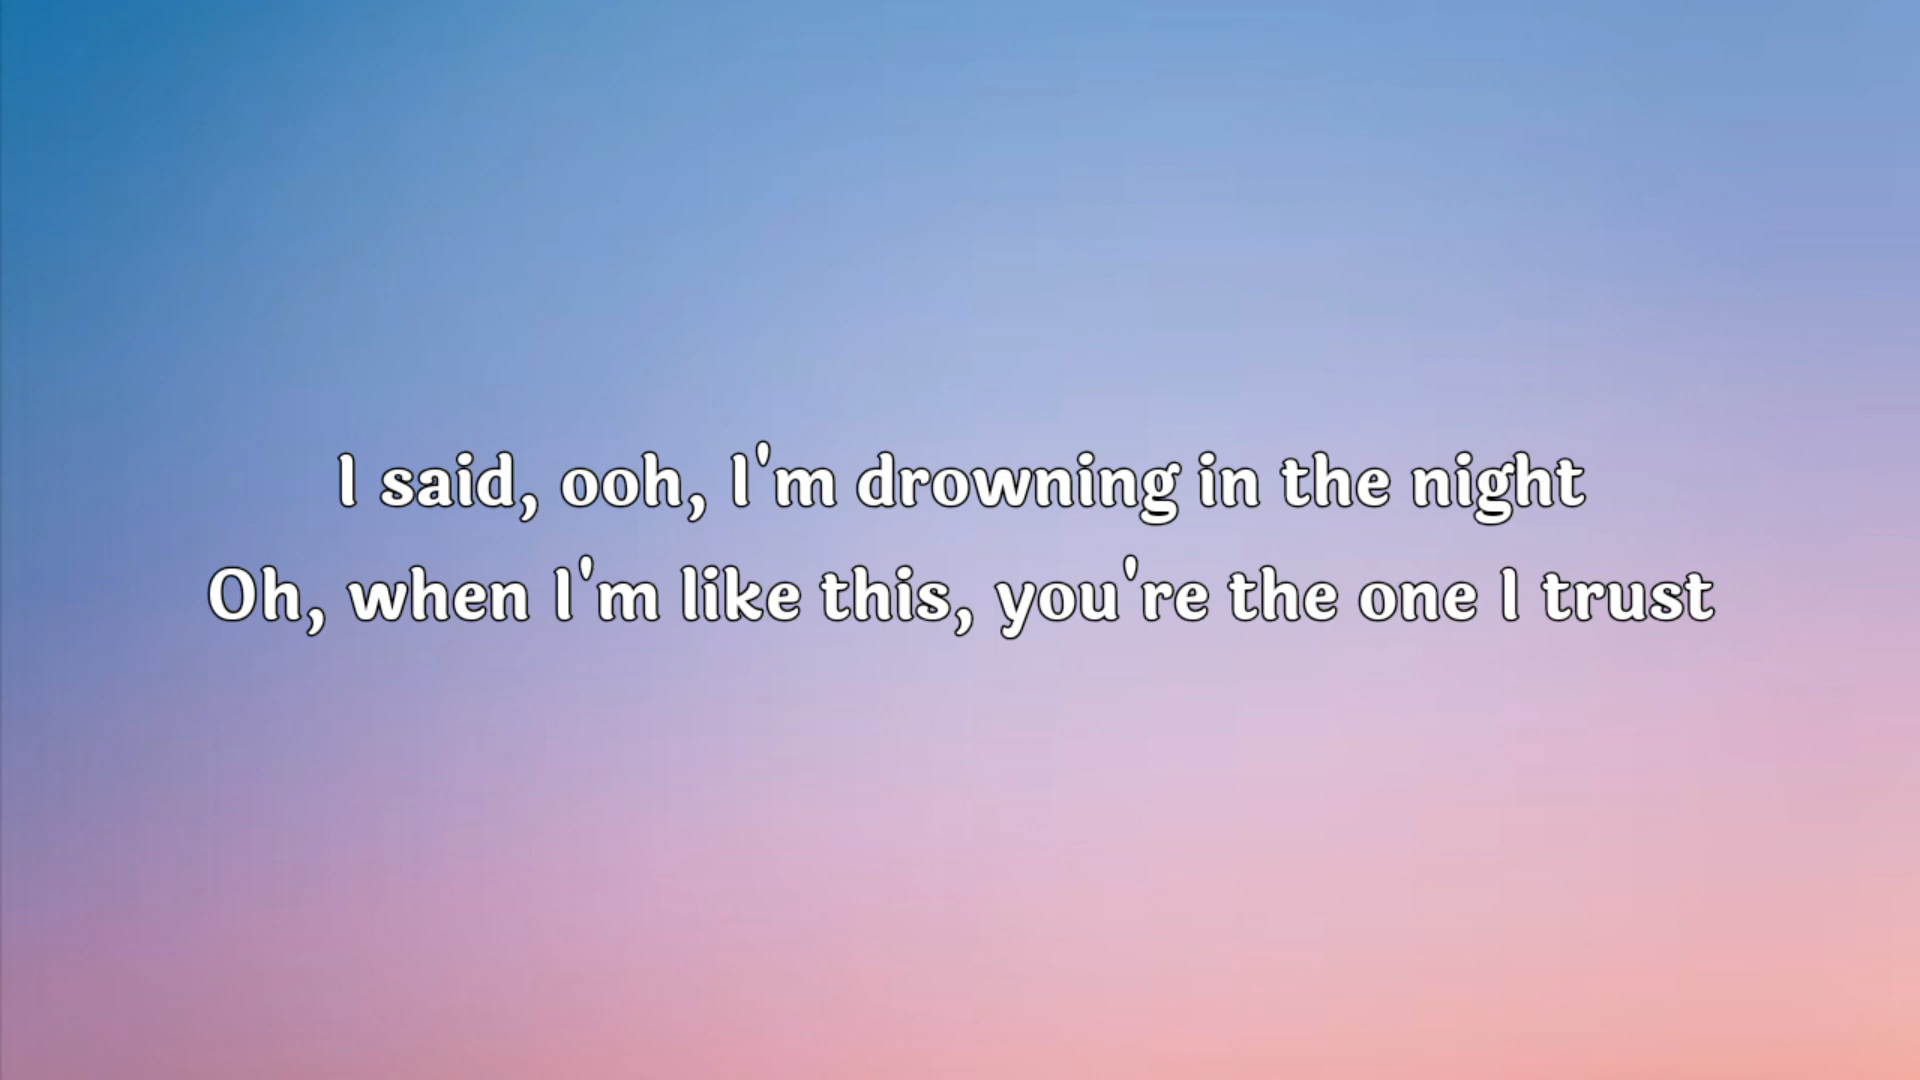 I said, ooh, I'm drowning in the night
Oh, when I'm like this, you're the one I trust